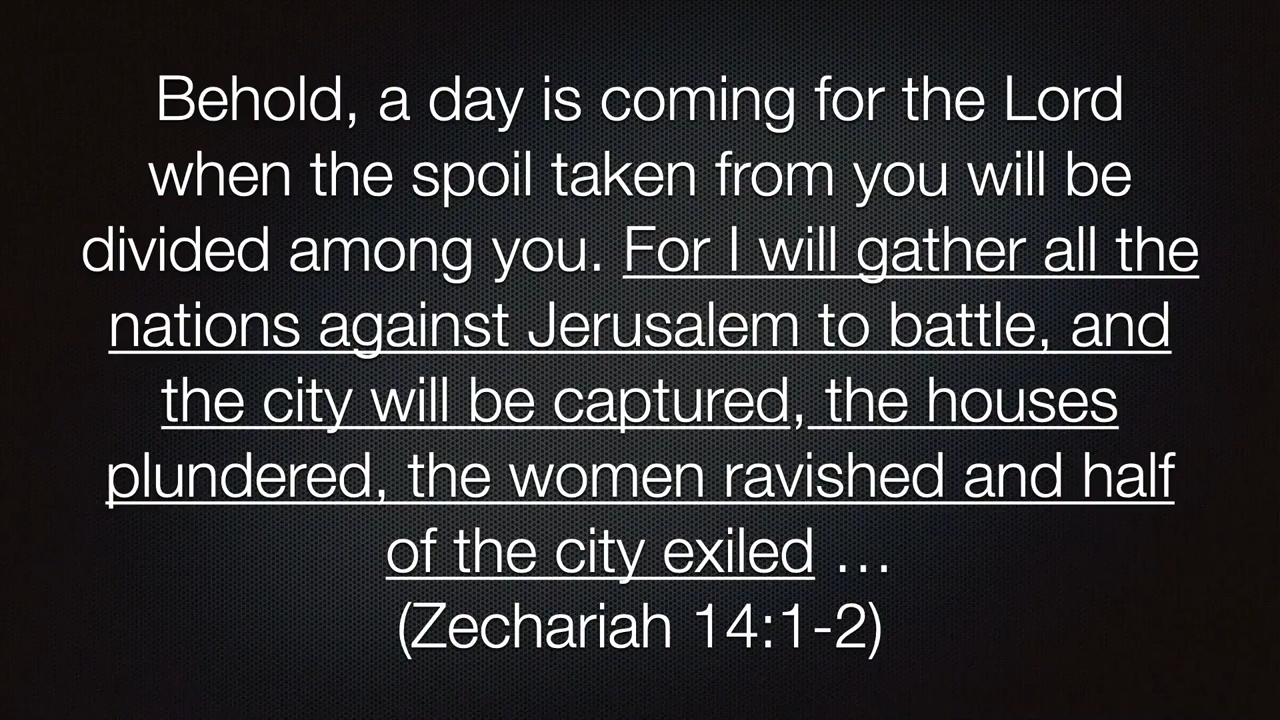 Behold, a day is coming for the Lord
when the spoil taken from you will be
divided among you. For I will gather all the
nations against Jerusalem to battle, and
the city will be captured, the houses
plundered, the women ravished and half
of the city exiled …
(Zechariah 14:1-2)